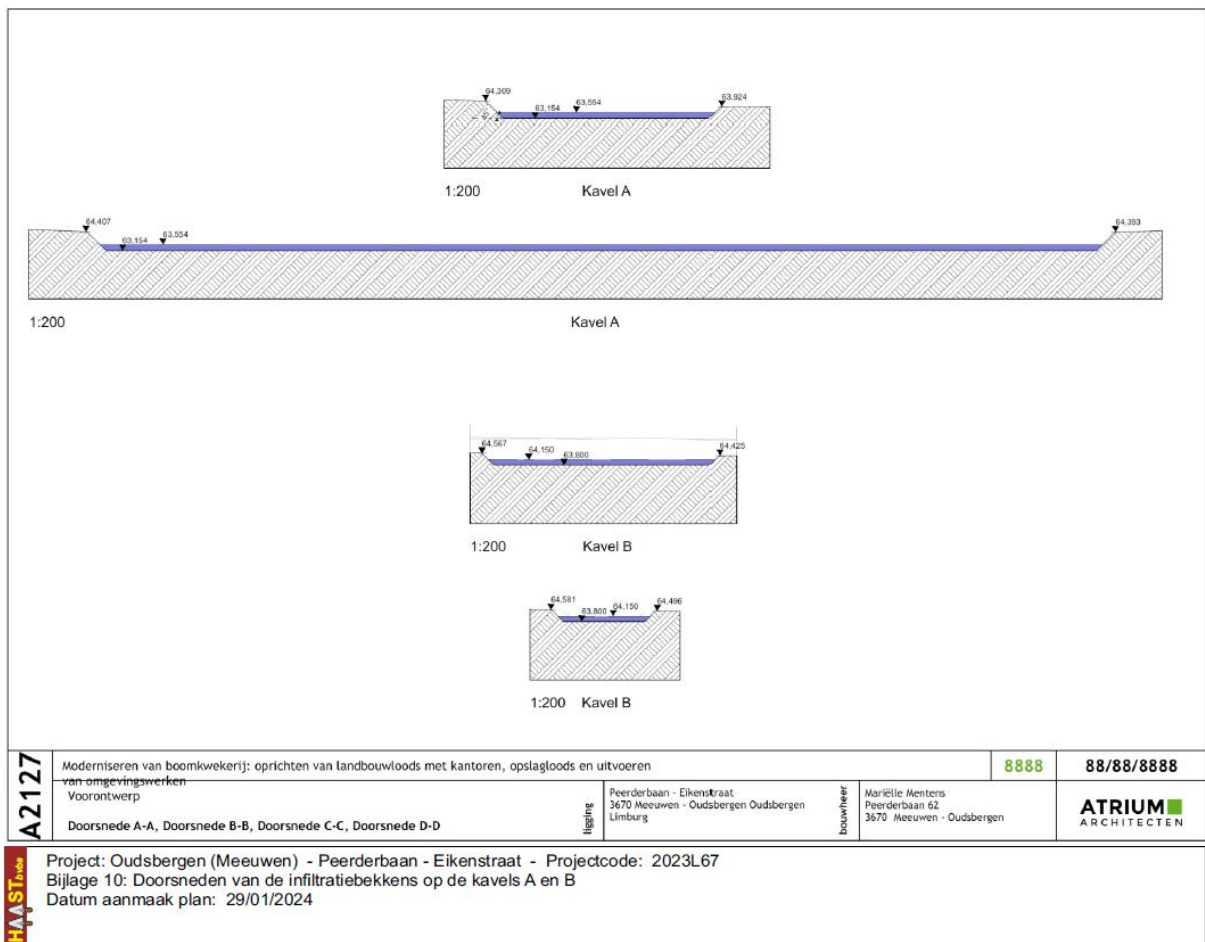 64,309
63,154
63,554
63,924
45°
1:200
Kavel A
64,407
63,154
63,554
64,393
1:200
Kavel A
64,567
64,150
63,800
64,425
1:200
Kavel B
64,581
63,800
64,150
64,496
1:200
Kavel B
A2127
Moderniseren van boomkwekerij: oprichten van landbouwloods met kantoren, opslagloods en uitvoeren
van omgevingswerken
8888
88/88/8888
Voorontwerp
Doorsnede A-A, Doorsnede B-B, Doorsnede C-C, Doorsnede D-D
ligging
Peerderbaan - Eikenstraat
3670 Meeuwen - Oudsbergen Oudsbergen
Limburg
bouwheer
Mariëlle Mentens
Peerderbaan 62
3670 Meeuwen - Oudsbergen
ATRIUM
ARCHITECTEN
HAAST bvba
Project: Oudsbergen (Meeuwen) - Peerderbaan - Eikenstraat - Projectcode: 2023L67
Bijlage 10: Doorsneden van de infiltratiebekkens op de kavels A en B
Datum aanmaak plan: 29/01/2024